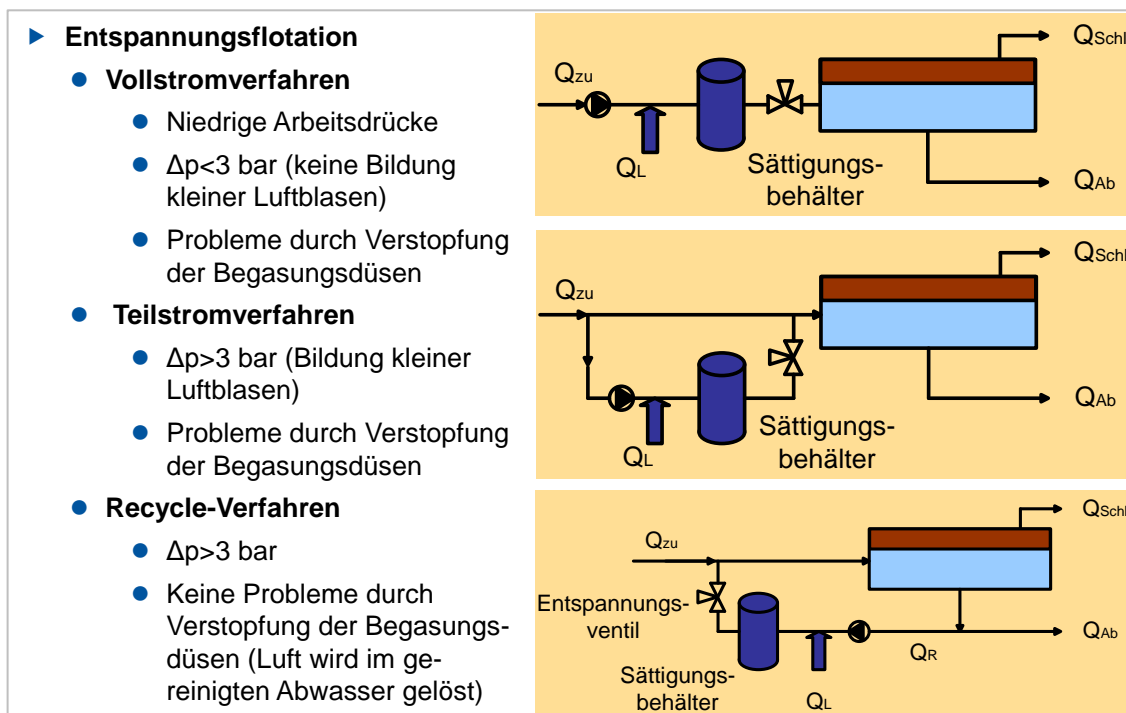 Entspannungsflotation
Vollstromverfahren
Niedrige Arbeitsdrücke
Δp<3 bar (keine Bildung
kleiner Luftblasen)
Probleme durch Verstopfung
der Begasungsdüsen
Teilstromverfahren
Δp>3 bar (Bildung kleiner
Luftblasen)
Probleme durch Verstopfung
der Begasungsdüsen
Recycle-Verfahren
Δp>3 bar
Keine Probleme durch
Verstopfung der Begasungs-
düsen (Luft wird im ge-
reinigten Abwasser gelöst)
QSchl
Qzu
QL
Sättigungs-
behälter
QAb
QSchl
Qzu
QL
Sättigungs-
behälter
QAb
QSchl
Qzu
Entspannungs-
ventil
QAb
QR
Sättigungs-
behälter
QL